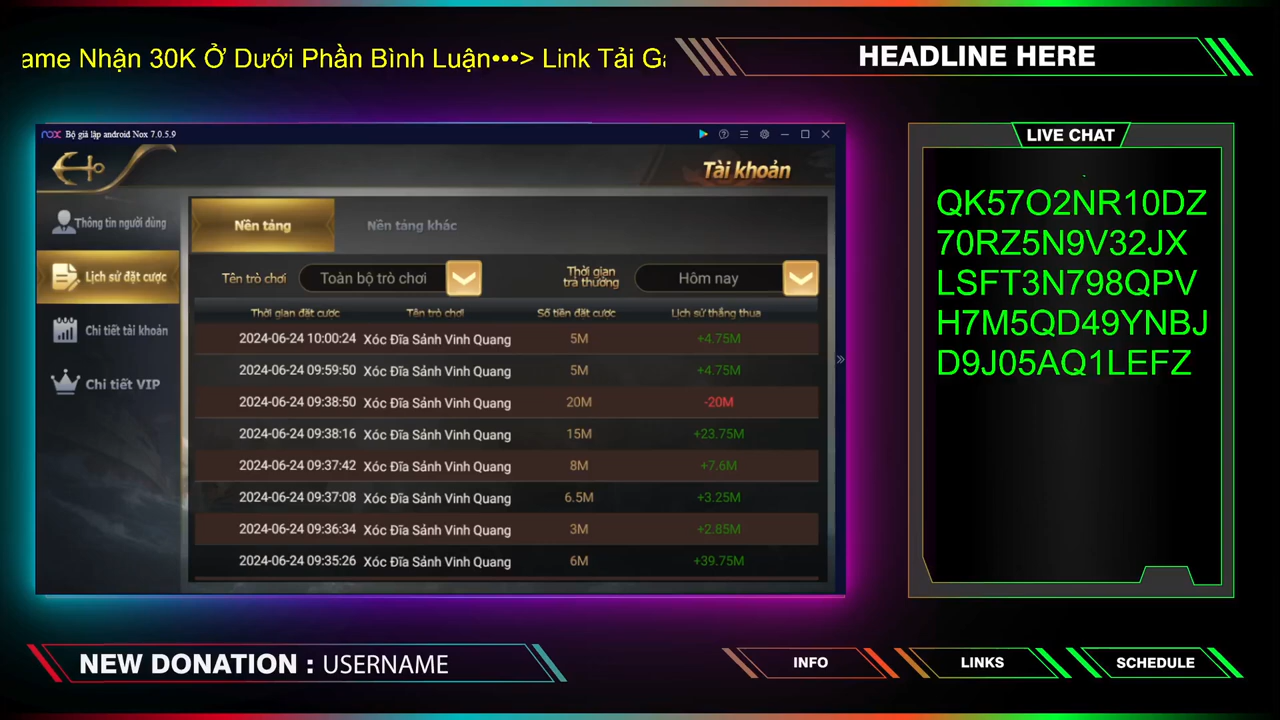 ame Nhận 30K Ở Dưới Phần Bình Luận•••> Link Tải Ga
HEADLINE HERE
nox Bộ giả lập android Nox 7.0.5.9
Tài khoản
Thông tin người dùng
Lịch sử đặt cược
Chi tiết tài khoản
Chi tiết VIP
Nền tảng Nền tảng khác
Tên trò chơi Toàn bộ trò chơi Thời gian trả thưởng Hôm nay
Thời gian đặt cược Tên trò chơi Số tiền đặt cược Lịch sử thắng thua
2024-06-24 10:00:24 Xóc Đĩa Sảnh Vinh Quang 5M +4.75M
2024-06-24 09:59:50 Xóc Đĩa Sảnh Vinh Quang 5M +4.75M
2024-06-24 09:38:50 Xóc Đĩa Sảnh Vinh Quang 20M -20M
2024-06-24 09:38:16 Xóc Đĩa Sảnh Vinh Quang 15M +23.75M
2024-06-24 09:37:42 Xóc Đĩa Sảnh Vinh Quang 8M +7.6M
2024-06-24 09:37:08 Xóc Đĩa Sảnh Vinh Quang 6.5M +3.25M
2024-06-24 09:36:34 Xóc Đĩa Sảnh Vinh Quang 3M +2.85M
2024-06-24 09:35:26 Xóc Đĩa Sảnh Vinh Quang 6M +39.75M
LIVE CHAT
QK57O2NR10DZ
70RZ5N9V32JX
LSFT3N798QPV
H7M5QD49YNBJ
D9J05AQ1LEFZ
NEW DONATION : USERNAME
INFO
LINKS
SCHEDULE